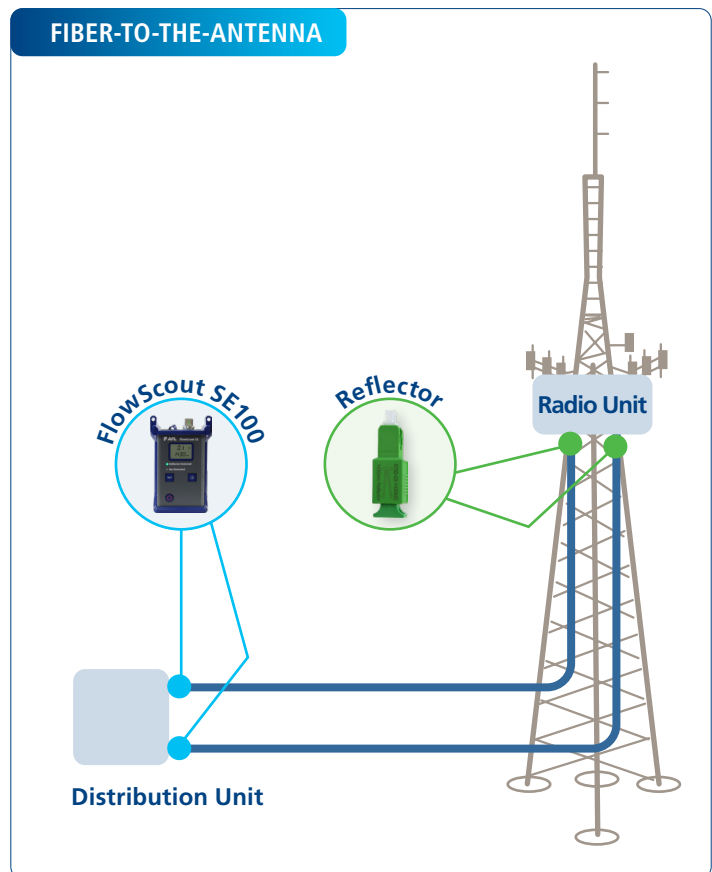 FIBER-TO-THE-ANTENNA
FlowScout SE100
Reflector
Radio Unit
Distribution Unit